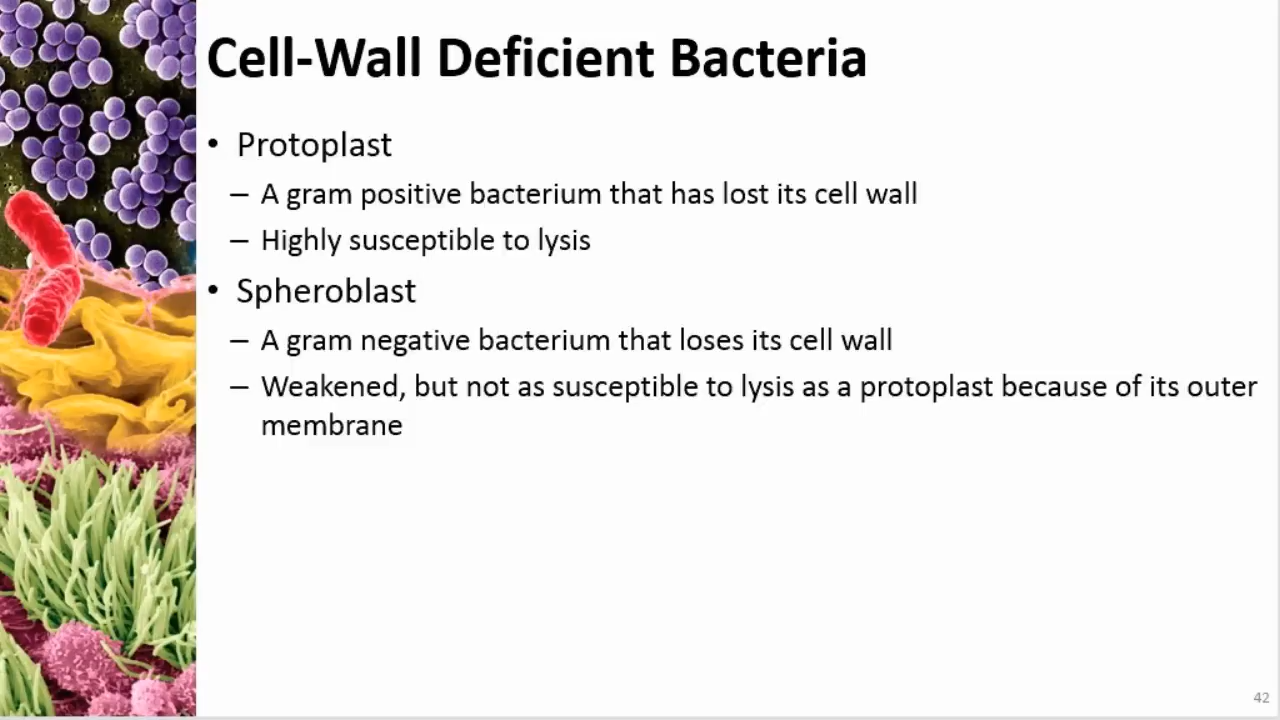 Cell-Wall Deficient Bacteria
• Protoplast
– A gram positive bacterium that has lost its cell wall
– Highly susceptible to lysis
• Spheroblast
– A gram negative bacterium that loses its cell wall
– Weakened, but not as susceptible to lysis as a protoplast because of its outer
membrane
42